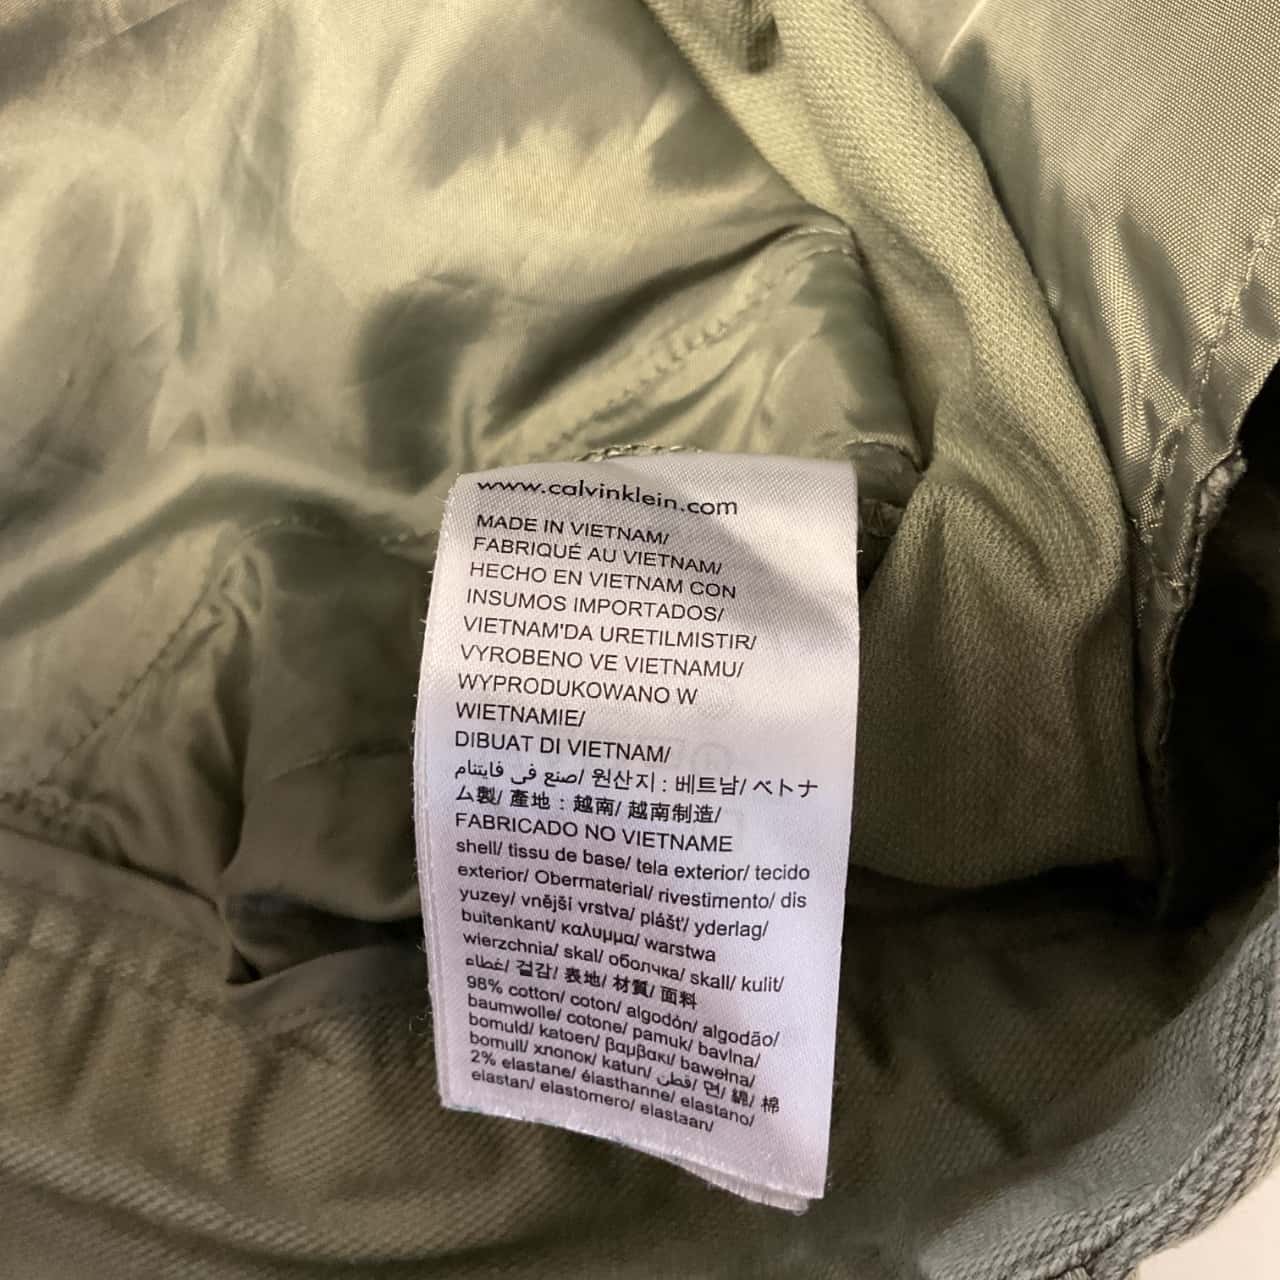 www.calvinklein.com
MADE IN VIETNAM/
FABRIQUÉ AU VIETNAM/
HECHO EN VIETNAM CON
INSUMOS IMPORTADOS/
VIETNAM'DA URETILMISTIR/
VYROBENO VE VIETNAMU/
WYPRODUKOWANO W
WIETNAMIE/
DIBUAT DI VIETNAM/
صنع في فايتنام/ 원산지 : 베트남/ ベトナ
ム製/ 產地 : 越南/ 越南制造/
FABRICADO NO VIETNAME
shell/ tissu de base/ tela exterior/ tecido
exterior/ Obermaterial/ rivestimento/ dis
yuzey/ vnější vrstva/ plášť/ yderlag/
buitenkant/ καλυμμα/ warstwa
wierzchnia/ skal/ оболчка/ skall/ kulit/
غطاء/ 겉감/ 表地/ 材質/ 面料
98% cotton/ coton/ algodón/ algodão/
baumwolle/ cotone/ pamuk/ bavlna/
bomuld/ katoen/ βαμβακι/ bawełna/
bomull/ хлопок/ katun/ قطن/ 면/ 綿/ 棉
2% elastane/ élasthanne/ elastano/
elastan/ elastomero/ elastaan/